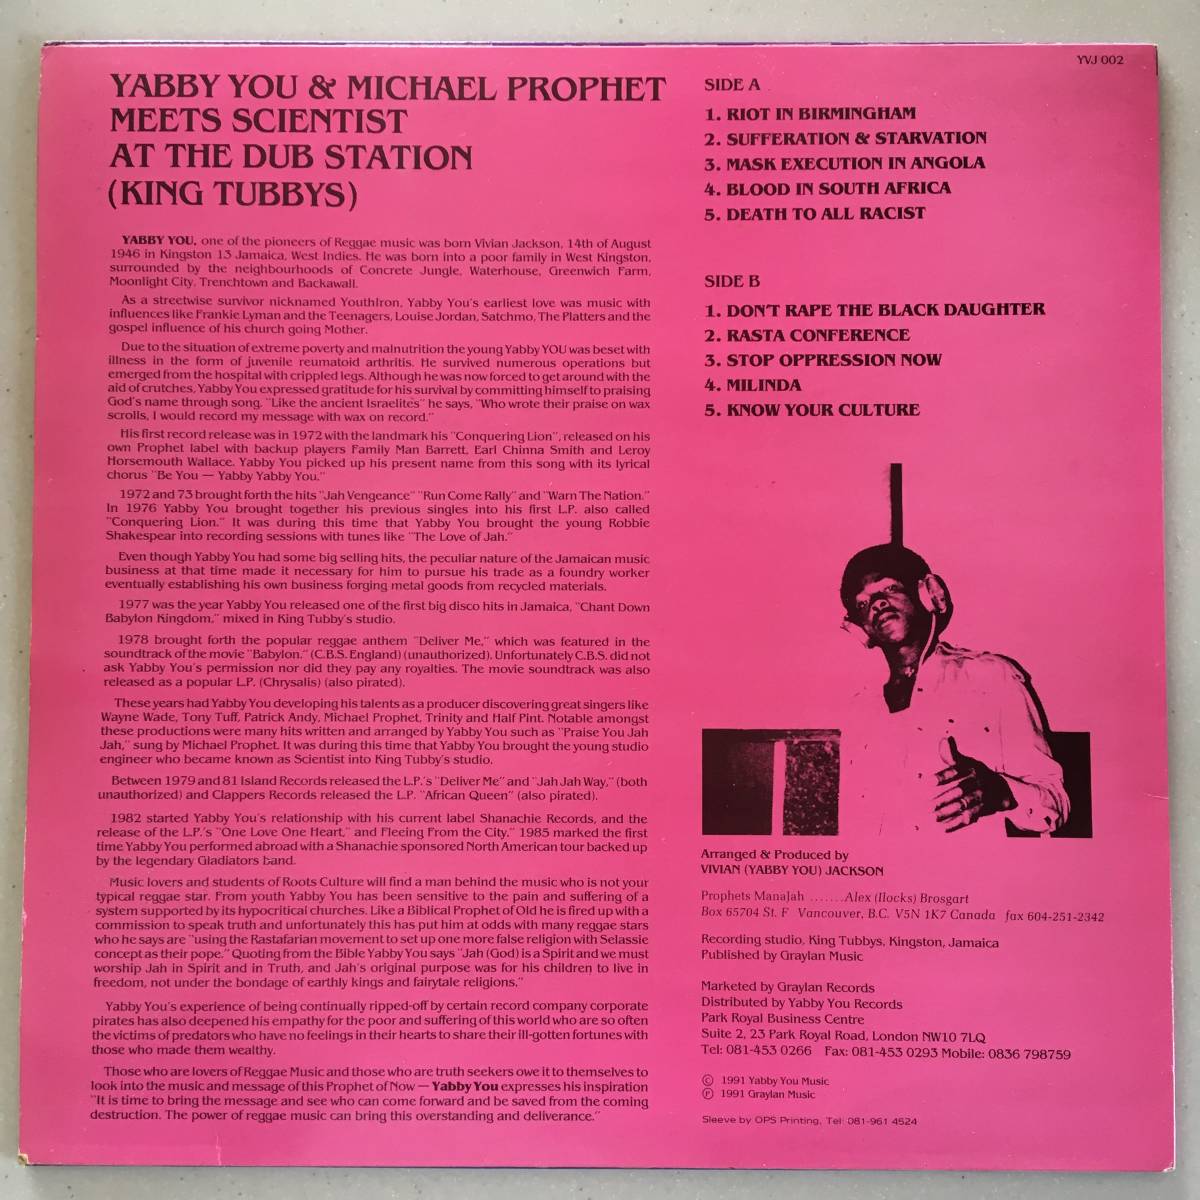 YVJ 002
YABBY YOU & MICHAEL PROPHET
MEETS SCIENTIST
AT THE DUB STATION
(KING TUBBYS)
YABBY YOU, one of the pioneers of Reggae music was born Vivian Jackson, 14th of August
1946 in Kingston 13 Jamaica, West Indies. He was born into a poor family in West Kingston,
surrounded by the neighbourhoods of Concrete Jungle, Waterhouse, Greenwich Farm,
Moonlight City, Trenchtown and Backawall.
As a streetwise survivor nicknamed YouthIron, Yabby You's earliest love was music with
influences like Frankie Lyman and the Teenagers, Louise Jordan, Satchmo, The Platters and the
gospel influence of his church going Mother.
Due to the situation of extreme poverty and malnutrition the young Yabby YOU was beset with
illness in the form of juvenile reumatoid arthritis. He survived numerous operations but
emerged from the hospital with crippled legs. Although he was now forced to get around with the
aid of crutches, Yabby You expressed gratitude for his survival by committing himself to praising
God's name through song. "Like the ancient Israelites" he says, "Who wrote their praise on wax
scrolls, I would record my message with wax on record."
His first record release was in 1972 with the landmark his "Conquering Lion", released on his
own Prophet label with backup players Family Man Barrett, Earl Chinna Smith and Leroy
Horsemouth Wallace. Yabby You picked up his present name from this song with its lyrical
chorus "Be You — Yabby Yabby You."
1972 and 73 brought forth the hits "Jah Vengeance" "Run Come Rally" and "Warn The Nation."
In 1976 Yabby You brought together his previous singles into his first L.P. also called
"Conquering Lion." It was during this time that Yabby You brought the young Robbie
Shakespear into recording sessions with tunes like "The Love of Jah."
Even though Yabby You had some big selling hits, the peculiar nature of the Jamaican music
business at that time made it necessary for him to pursue his trade as a foundry worker
eventually establishing his own business forging metal goods from recycled materials.
1977 was the year Yabby You released one of the first big disco hits in Jamaica, "Chant Down
Babylon Kingdom," mixed in King Tubby's studio.
1978 brought forth the popular reggae anthem "Deliver Me," which was featured in the
soundtrack of the movie "Babylon." (C.B.S. England) (unauthorized). Unfortunately C.B.S. did not
ask Yabby You's permission nor did they pay any royalties. The movie soundtrack was also
released as a popular L.P. (Chrysalis) (also pirated).
These years had Yabby You developing his talents as a producer discovering great singers like
Wayne Wade, Tony Tuff, Patrick Andy, Michael Prophet, Trinity and Half Pint. Notable amongst
these productions were many hits written and arranged by Yabby You such as "Praise You Jah
Jah," sung by Michael Prophet. It was during this time that Yabby You brought the young studio
engineer who became known as Scientist into King Tubby's studio.
Between 1979 and 81 Island Records released the L.P.'s "Deliver Me" and "Jah Jah Way," (both
unauthorized) and Clappers Records released the L.P. "African Queen" (also pirated).
1982 started Yabby You's relationship with his current label Shanachie Records, and the
release of the L.P.'s "One Love One Heart," and Fleeing From the City." 1985 marked the first
time Yabby You performed abroad with a Shanachie sponsored North American tour backed up
by the legendary Gladiators band.
Music lovers and students of Roots Culture will find a man behind the music who is not your
typical reggae star. From youth Yabby You has been sensitive to the pain and suffering of a
system supported by its hypocritical churches. Like a Biblical Prophet of Old he is fired up with a
commission to speak truth and unfortunately this has put him at odds with many reggae stars
who he says are "using the Rastafarian movement to set up one more false religion with Selassie
concept as their pope." Quoting from the Bible Yabby You says "Jah (God) is a Spirit and we must
worship Jah in Spirit and in Truth, and Jah's original purpose was for his children to live in
freedom, not under the bondage of earthly kings and fairytale religions."
Yabby You's experience of being continually ripped-off by certain record company corporate
pirates has also deepened his empathy for the poor and suffering of this world who are so often
the victims of predators who have no feelings in their hearts to share their ill-gotten fortunes with
those who made them wealthy.
Those who are lovers of Reggae Music and those who are truth seekers owe it to themselves to
look into the music and message of this Prophet of Now — Yabby You expresses his inspiration
"It is time to bring the message and see who can come forward and be saved from the coming
destruction. The power of reggae music can bring this overstanding and deliverance."
SIDE A
1. RIOT IN BIRMINGHAM
2. SUFFERATION & STARVATION
3. MASK EXECUTION IN ANGOLA
4. BLOOD IN SOUTH AFRICA
5. DEATH TO ALL RACIST
SIDE B
1. DON'T RAPE THE BLACK DAUGHTER
2. RASTA CONFERENCE
3. STOP OPPRESSION NOW
4. MILINDA
5. KNOW YOUR CULTURE
Arranged & Produced by
VIVIAN (YABBY YOU) JACKSON
Prophets Manajah .......Alex (Ilocks) Brosgart
Box 65704 St. F Vancouver, B.C. V5N 1K7 Canada fax 604-251-2342
Recording studio, King Tubbys, Kingston, Jamaica
Published by Graylan Music
Marketed by Graylan Records
Distributed by Yabby You Records
Park Royal Business Centre
Suite 2, 23 Park Royal Road, London NW10 7LQ
Tel: 081-453 0266 Fax: 081-453 0293 Mobile: 0836 798759
© 1991 Yabby You Music
℗ 1991 Graylan Music
Sleeve by OPS Printing, Tel: 081-961 4524